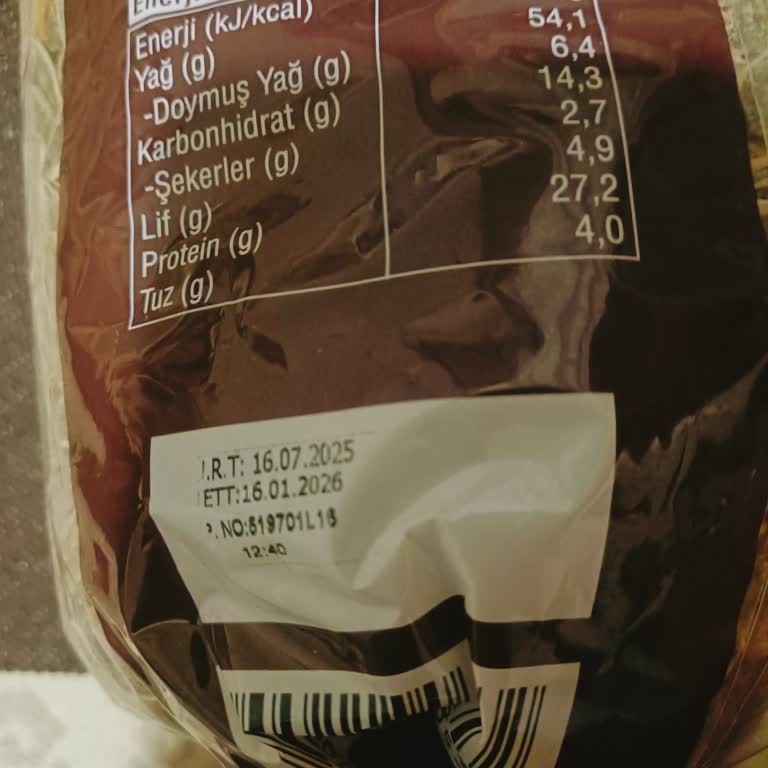 Enerji (kJ/kcal)
Yağ (g) 54,1
-Doymuş Yağ (g) 6,4
Karbonhidrat (g) 14,3
-Şekerler (g) 2,7
Lif (g) 4,9
Protein (g) 27,2
Tuz (g) 4,0
.R.T: 16.07.2025
ETT:16.01.2026
. NO:519701L16
12:40